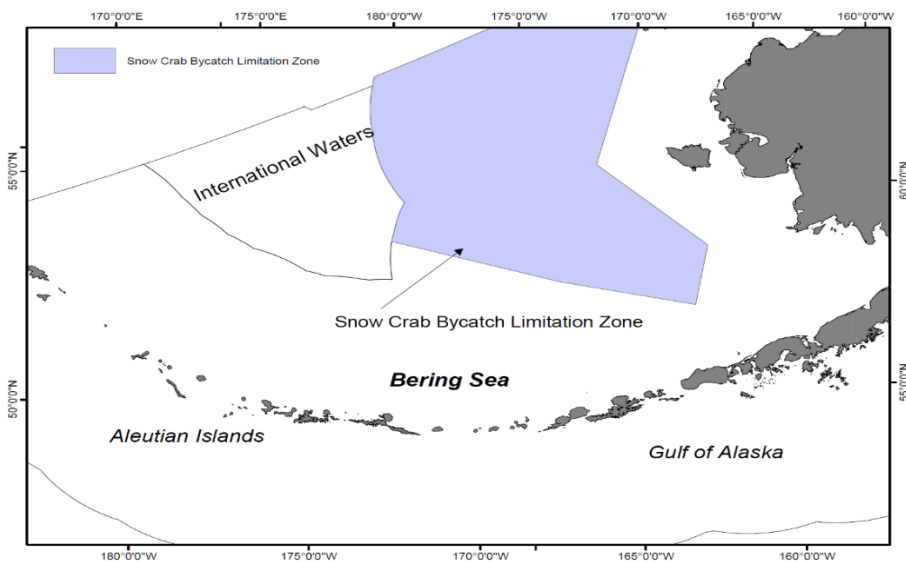 170°0'0"E 175°0'0"E 180°0'0"W 175°0'0"W 170°0'0"W 165°0'0"W 160°0'0"W
Snow Crab Bycatch Limitation Zone
International Waters
55°0'0"N
60°0'0"N
Snow Crab Bycatch Limitation Zone
Bering Sea
50°0'0"N
55°0'0"N
Aleutian Islands
Gulf of Alaska
180°0'0"W 175°0'0"W 170°0'0"W 165°0'0"W 160°0'0"W